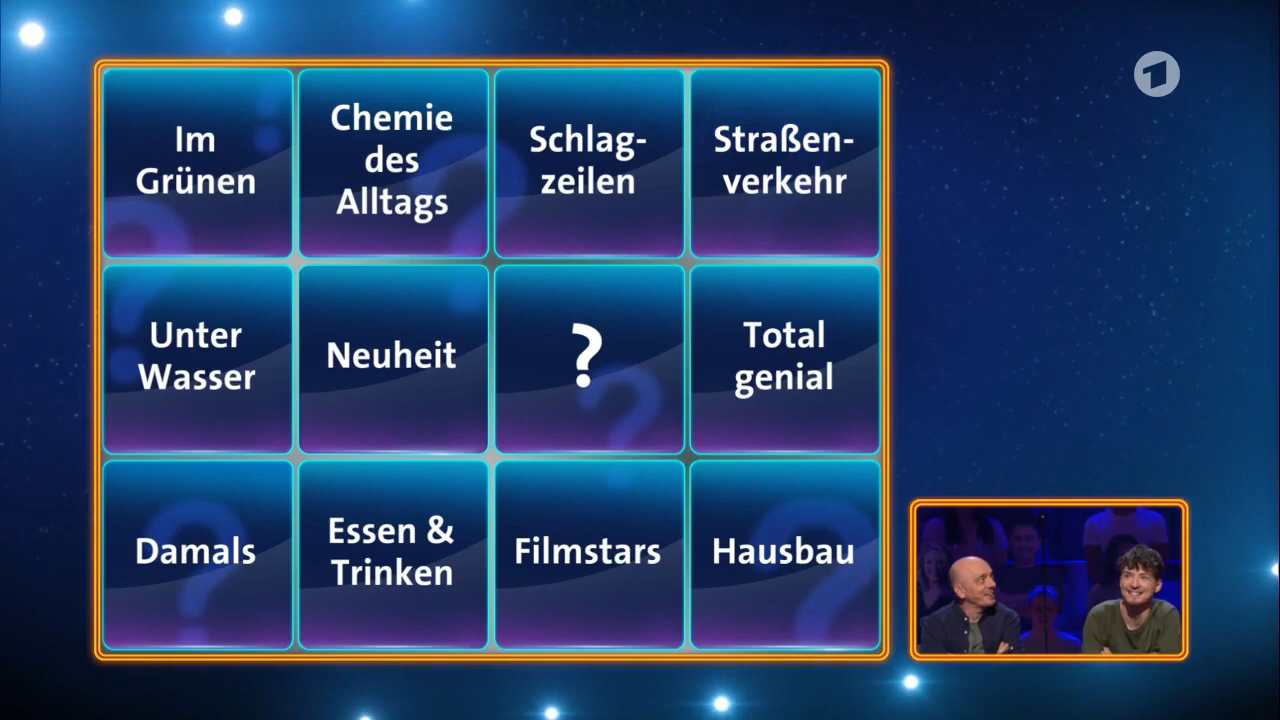 Im
Grünen
Chemie
des
Alltags
Schlag-
zeilen
Straßen-
verkehr
Unter
Wasser
Neuheit
?
Total
genial
Damals
Essen &
Trinken
Filmstars
Hausbau
1